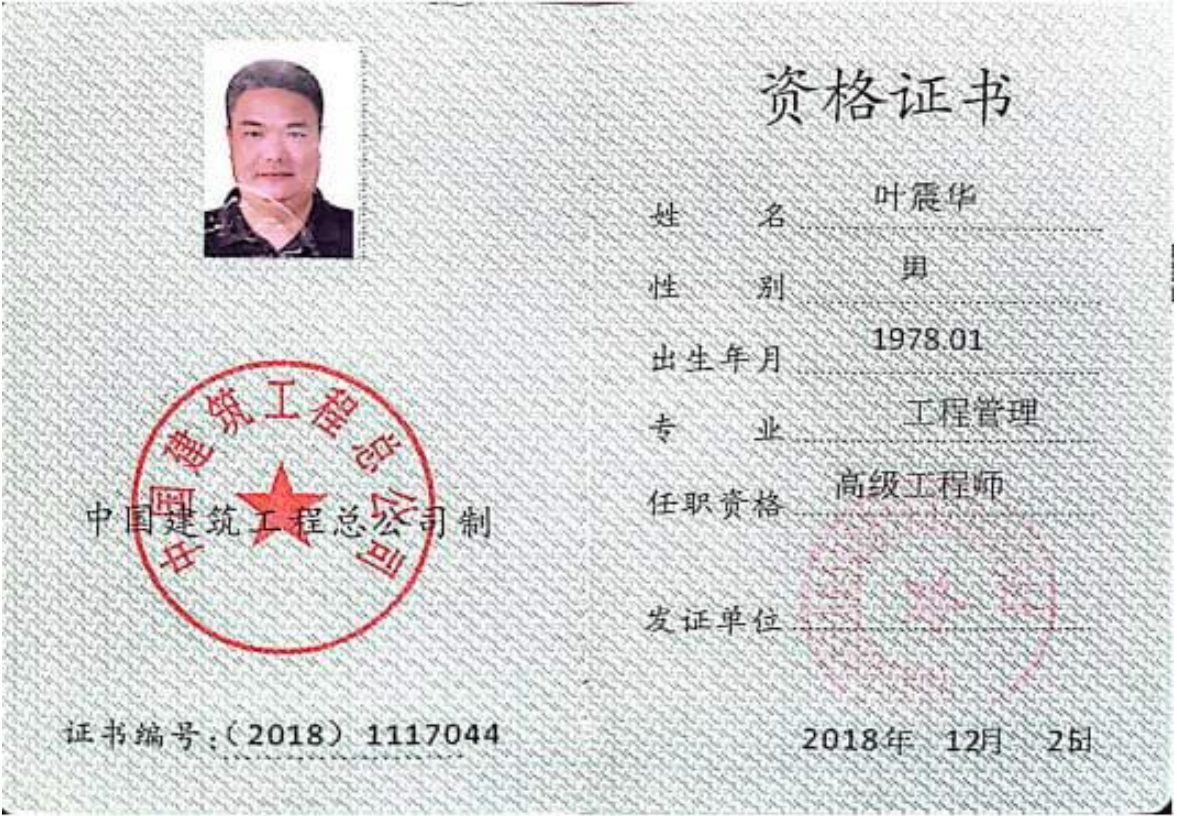 中国建筑工程总公司
中国建筑工程总公司制
证书编号:(2018)1117044
资格证书
姓名 叶震华
性别 男
出生年月 1978.01
专业 工程管理
任职资格 高级工程师
发证单位
2018年 12月 25日